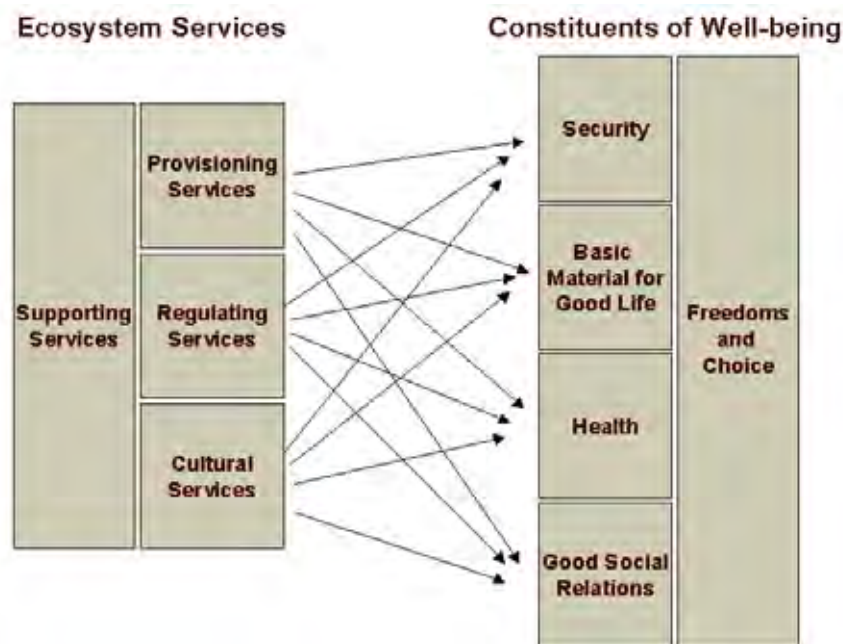 Ecosystem Services
Constituents of Well-being
Supporting
Services
Provisioning
Services
Regulating
Services
Cultural
Services
Security
Basic
Material for
Good Life
Health
Good Social
Relations
Freedoms
and
Choice